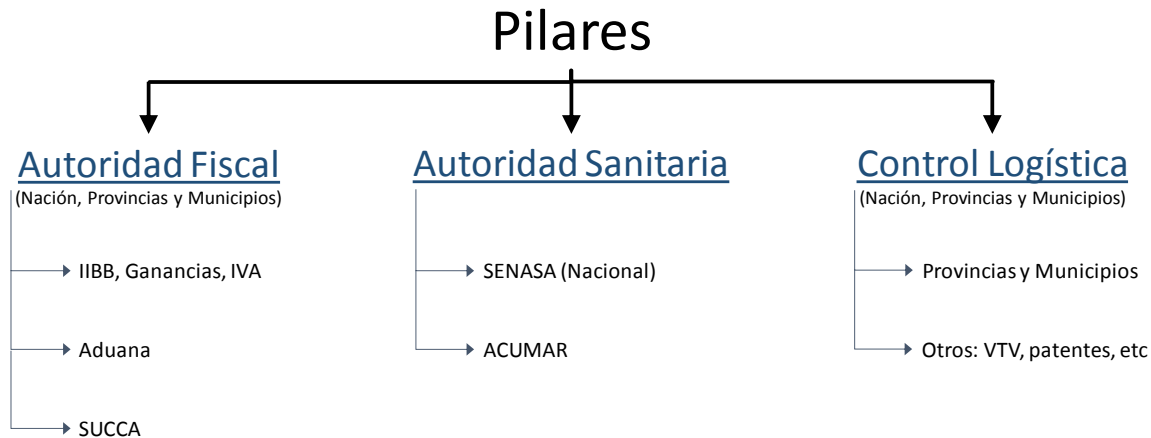 Pilares
Autoridad Fiscal
(Nación, Provincias y Municipios)
IIBB, Ganancias, IVA
Aduana
SUCCA
Autoridad Sanitaria
SENASA (Nacional)
ACUMAR
Control Logística
(Nación, Provincias y Municipios)
Provincias y Municipios
Otros: VTV, patentes, etc